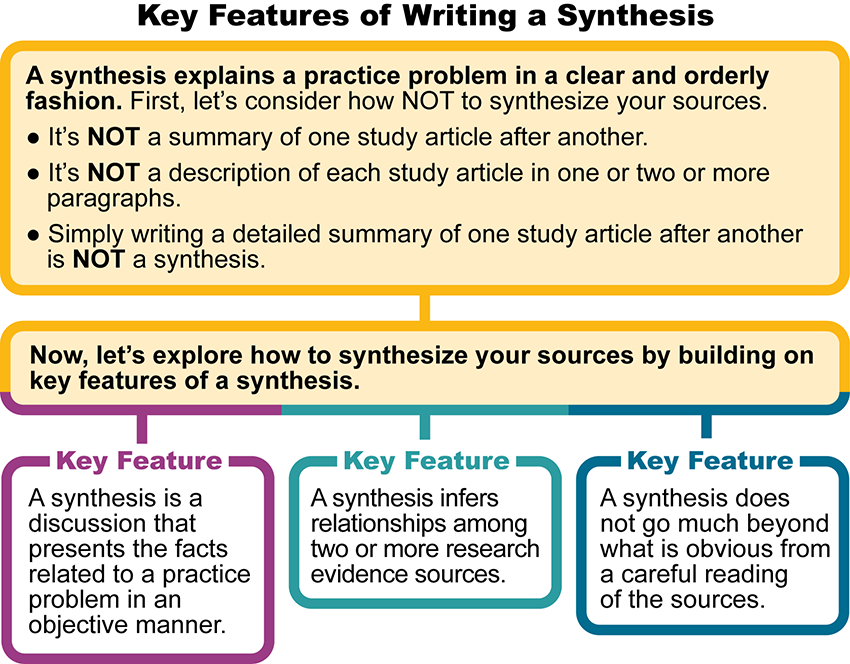 Key Features of Writing a Synthesis
A synthesis explains a practice problem in a clear and orderly
fashion. First, let’s consider how NOT to synthesize your sources.
● It’s NOT a summary of one study article after another.
● It’s NOT a description of each study article in one or two or more
paragraphs.
● Simply writing a detailed summary of one study article after another
is NOT a synthesis.
Now, let’s explore how to synthesize your sources by building on
key features of a synthesis.
Key Feature
A synthesis is a
discussion that
presents the facts
related to a practice
problem in an
objective manner.
Key Feature
A synthesis infers
relationships among
two or more research
evidence sources.
Key Feature
A synthesis does
not go much beyond
what is obvious from
a careful reading
of the sources.